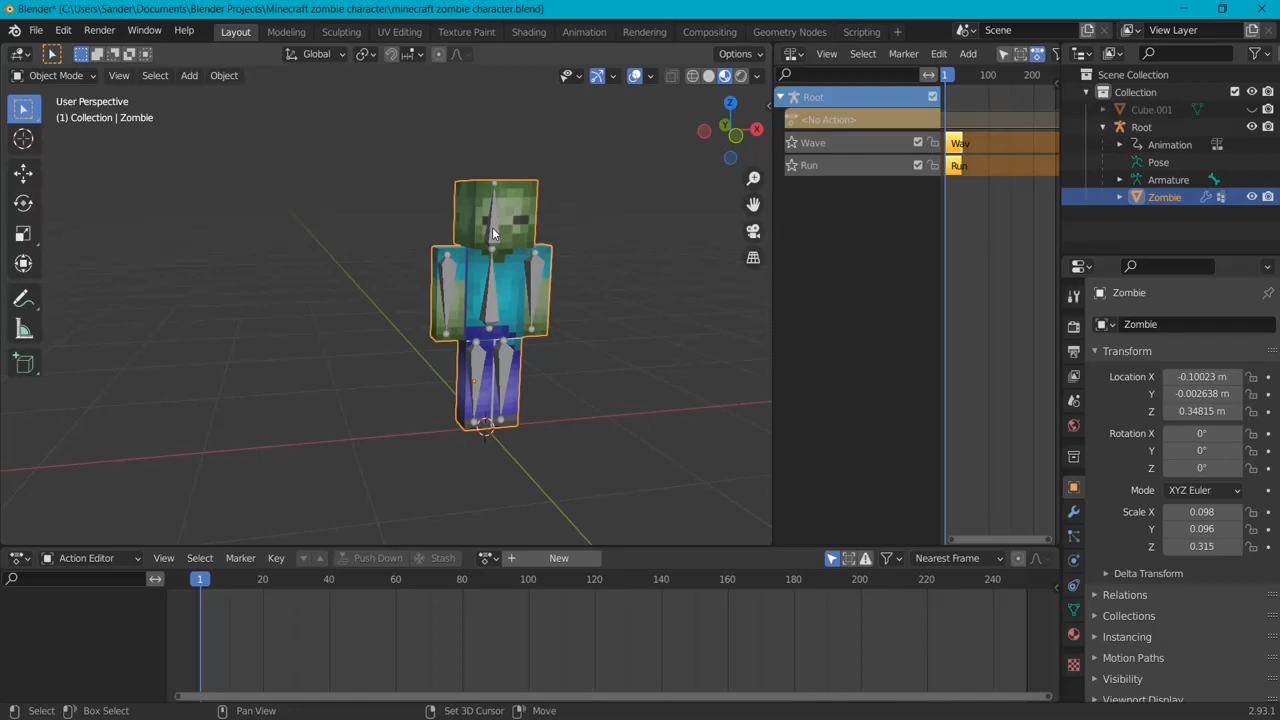 Blender* [C:\Users\Sander\Documents\Blender Projects\Minecraft zombie character\minecraft zombie character.blend]
File Edit Render Window Help Layout Modeling Sculpting UV Editing Texture Paint Shading Animation Rendering Compositing Geometry Nodes Scripting + Scene View Layer
Global Options View Select Marker Edit Add
Object Mode View Select Add Object 1 100 200 Scene Collection
User Perspective
(1) Collection | Zombie
Root
<No Action>
Wave Wav
Run Run
Collection
Cube.001
Root
Animation
Pose
Armature
Zombie
Z
Y
X
Zombie
Zombie
Transform
Location X -0.10023 m
Y -0.002638 m
Z 0.34815 m
Rotation X 0°
Y 0°
Z 0°
Mode XYZ Euler
Scale X 0.098
Y 0.096
Z 0.315
Delta Transform
Relations
Collections
Instancing
Motion Paths
Visibility
Viewport Display
Action Editor View Select Marker Key Push Down Stash + New Nearest Frame
1 20 40 60 80 100 120 140 160 180 200 220 240
Select Box Select Pan View Set 3D Cursor Move 2.93.1